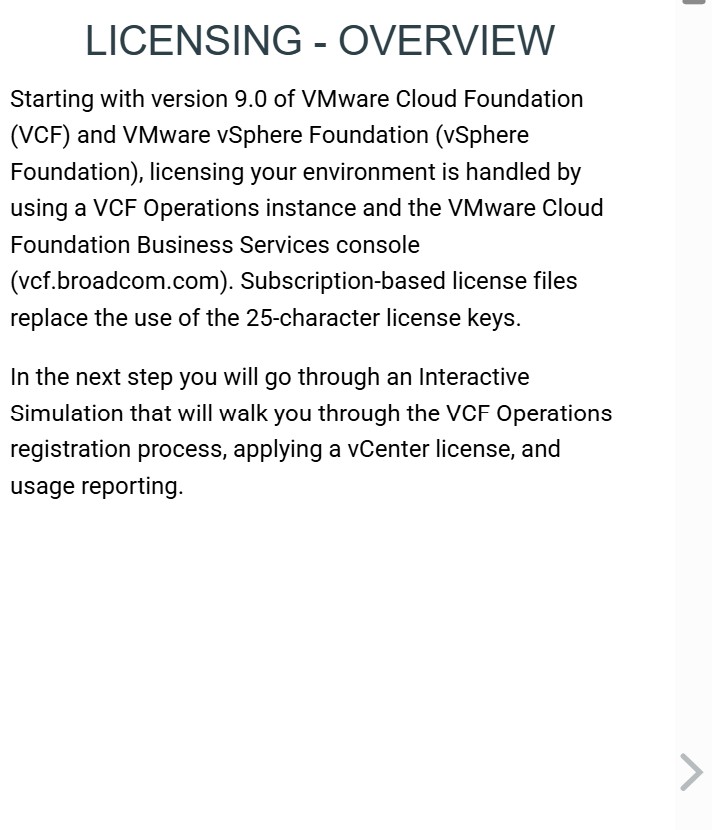 LICENSING - OVERVIEW
Starting with version 9.0 of VMware Cloud Foundation
(VCF) and VMware vSphere Foundation (vSphere
Foundation), licensing your environment is handled by
using a VCF Operations instance and the VMware Cloud
Foundation Business Services console
(vcf.broadcom.com). Subscription-based license files
replace the use of the 25-character license keys.
In the next step you will go through an Interactive
Simulation that will walk you through the VCF Operations
registration process, applying a vCenter license, and
usage reporting.